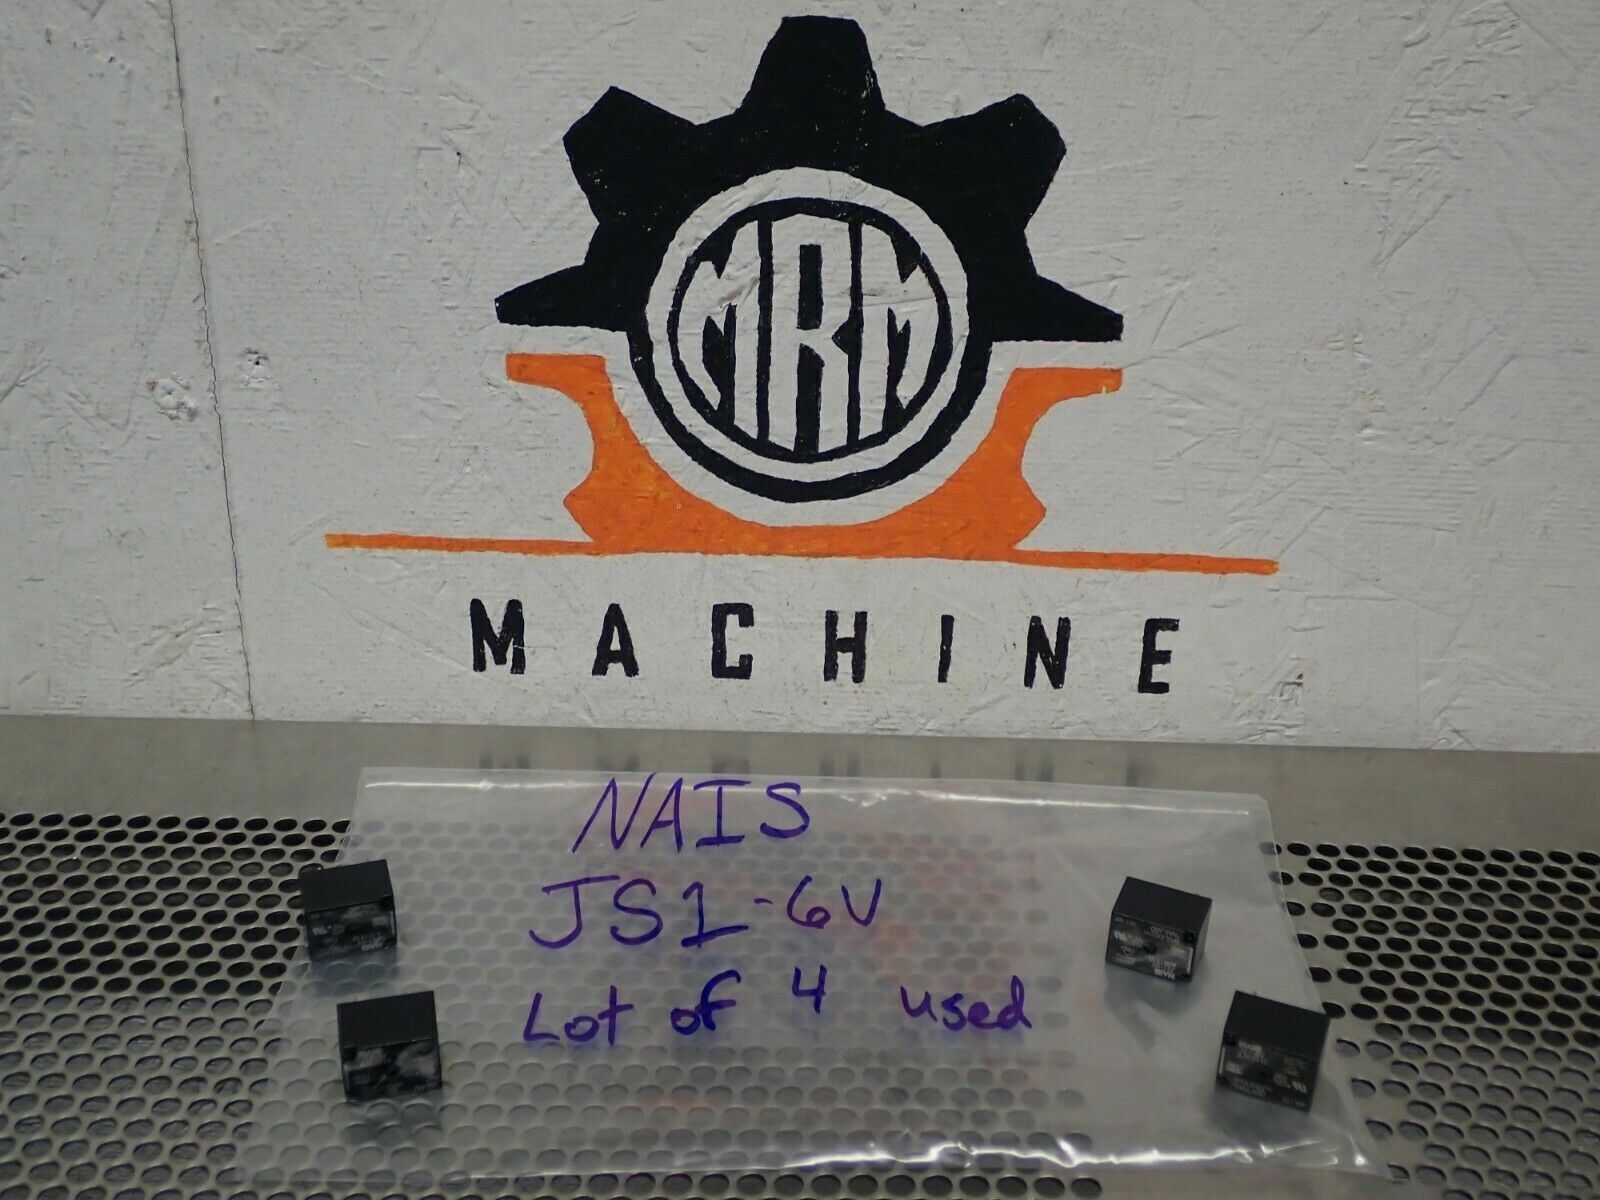 MRM
MACHINE
NAIS
JS1-6V
Lot of 4 used